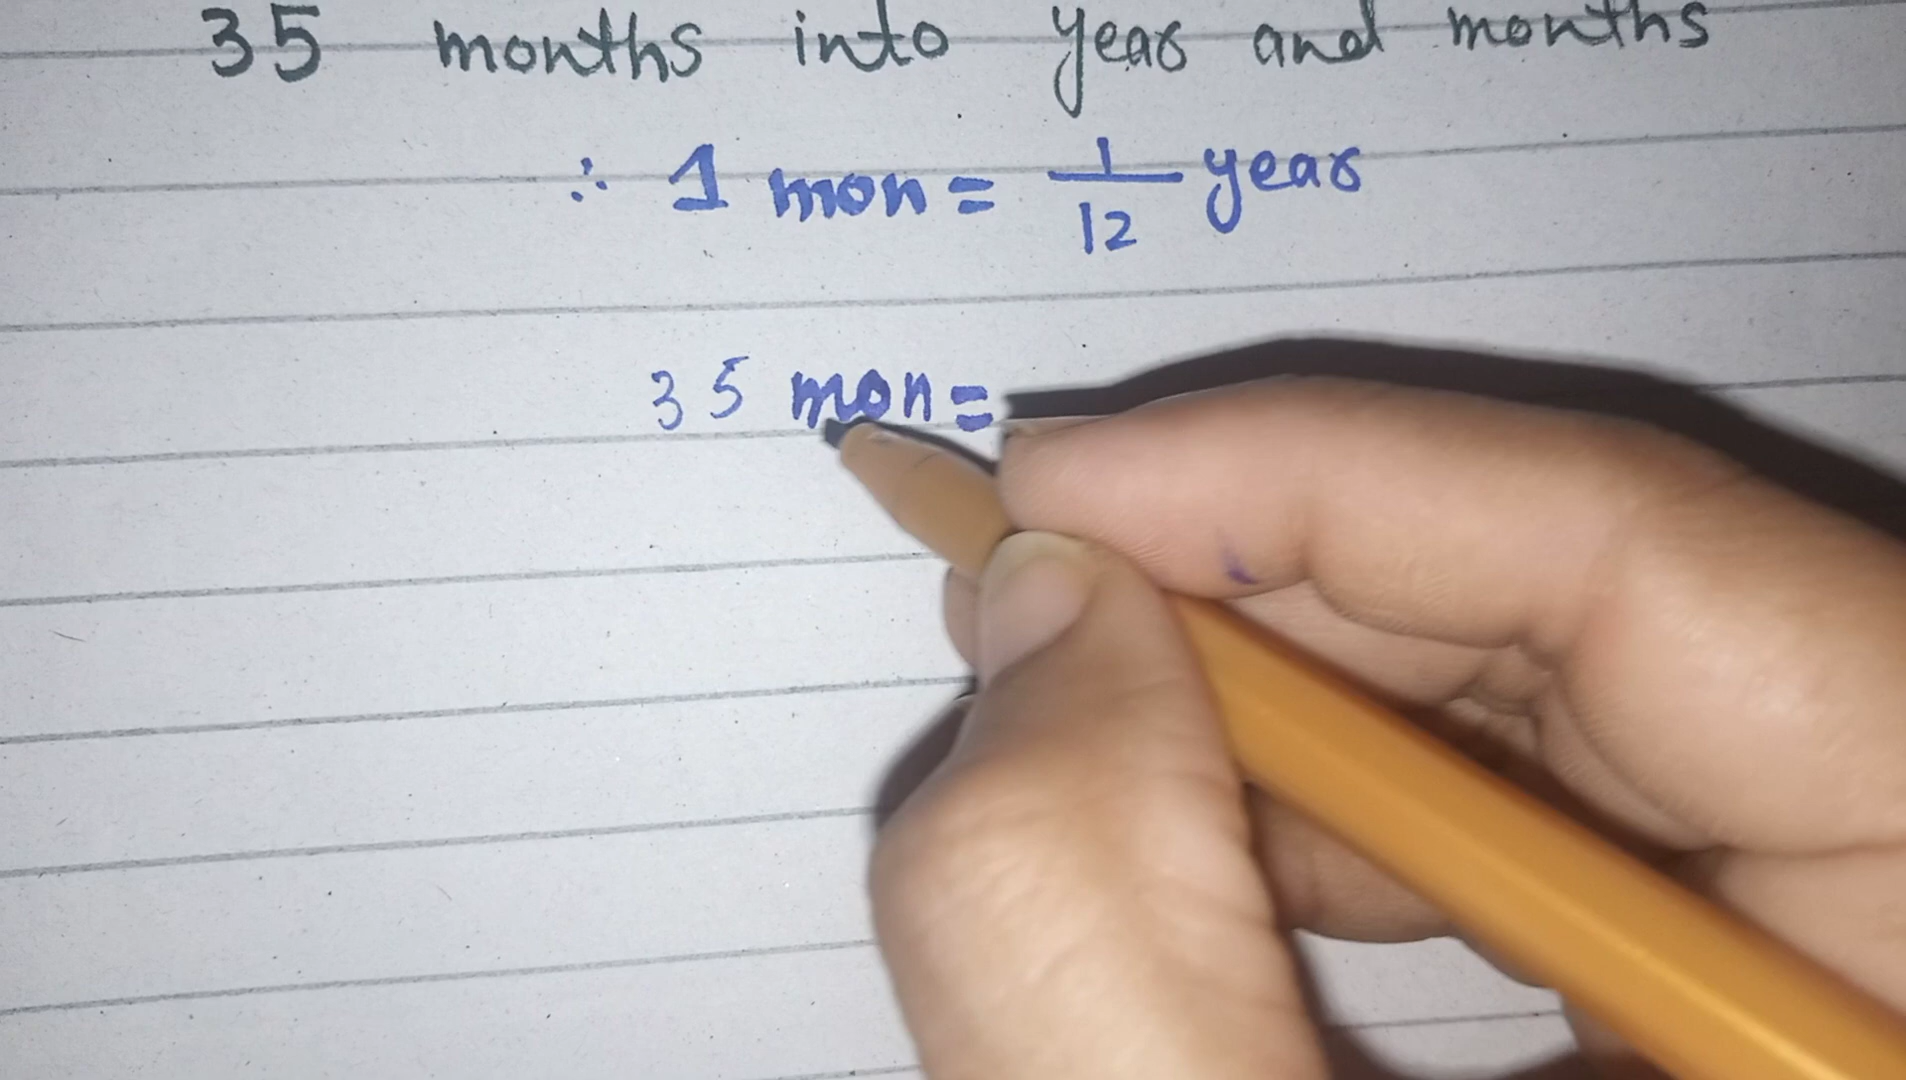 35 months into year and months
∴ 1 mon = 1/12 year
35 mon =